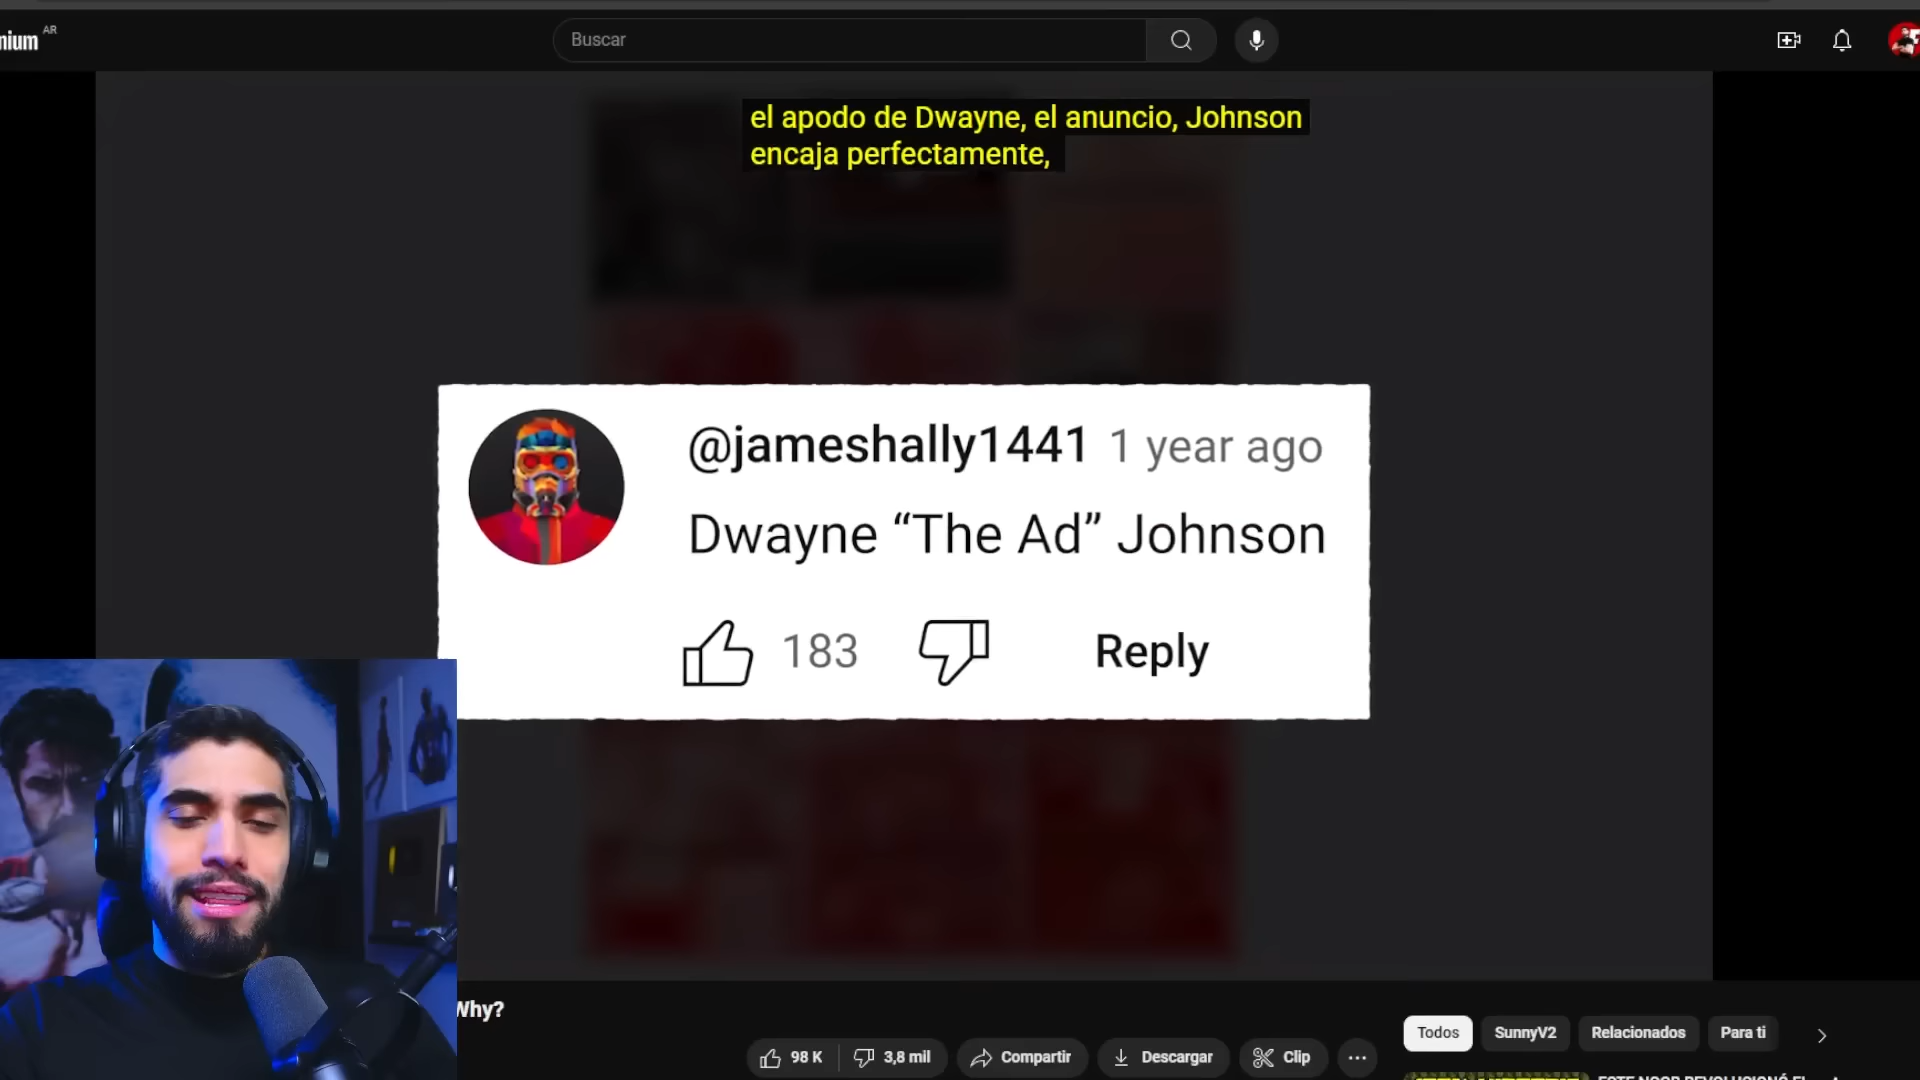 AR
Buscar
el apodo de Dwayne, el anuncio, Johnson
encaja perfectamente,
@jameshally1441 1 year ago
Dwayne “The Ad” Johnson
183
Reply
Why?
98 K
3,8 mil
Compartir
Descargar
Clip
Todos
SunnyV2
Relacionados
Para ti